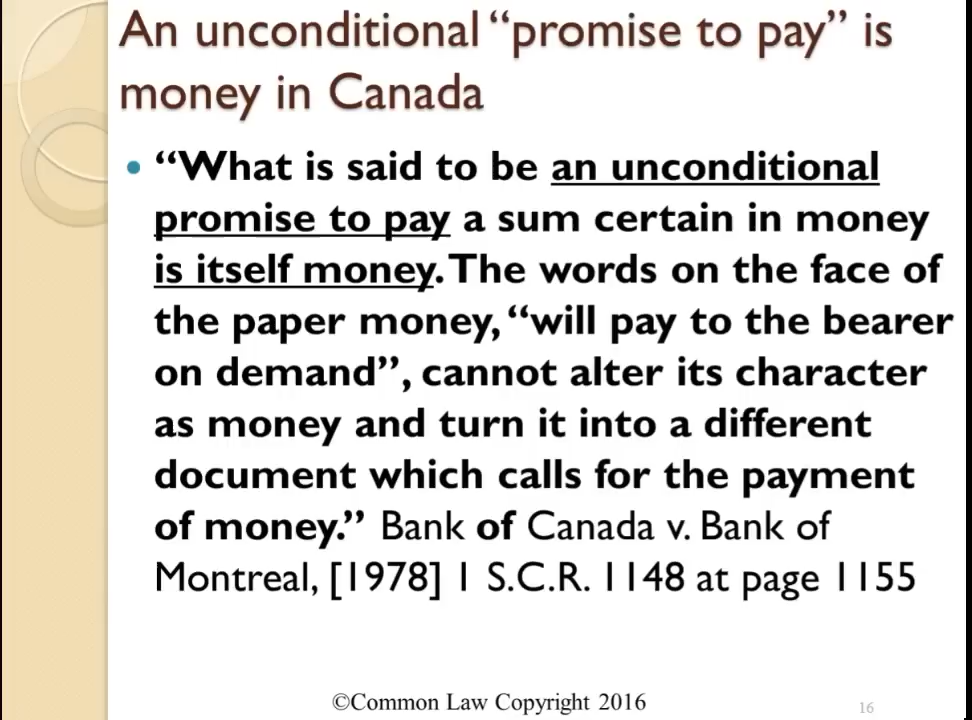 An unconditional “promise to pay” is
money in Canada
• “What is said to be an unconditional
promise to pay a sum certain in money
is itself money. The words on the face of
the paper money, “will pay to the bearer
on demand”, cannot alter its character
as money and turn it into a different
document which calls for the payment
of money.” Bank of Canada v. Bank of
Montreal, [1978] 1 S.C.R. 1148 at page 1155
©Common Law Copyright 2016
16